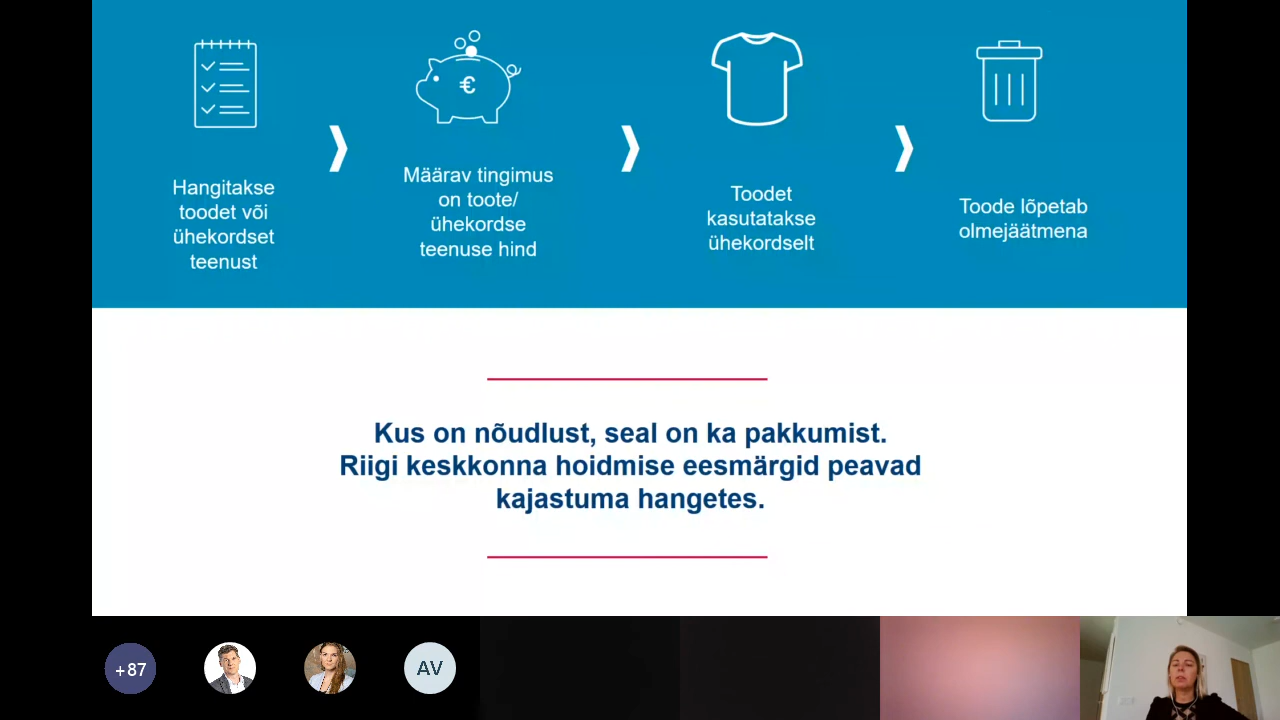 €
Hangitakse
toodet või
ühekordset
teenust
Määrav tingimus
on toote/
ühekordse
teenuse hind
Toodet
kasutatakse
ühekordselt
Toode lõpetab
olmejäätmena
Kus on nõudlust, seal on ka pakkumist.
Riigi keskkonna hoidmise eesmärgid peavad
kajastuma hangetes.
+87
AV